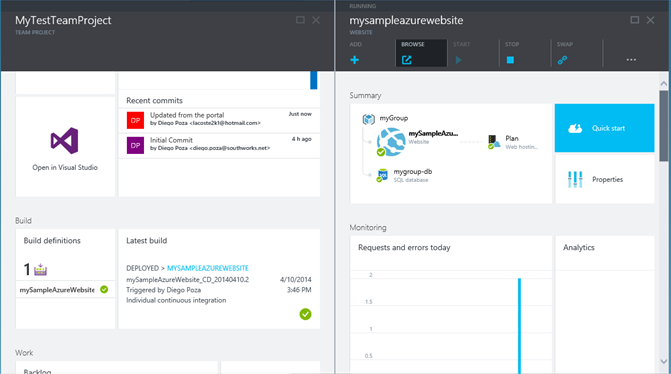 MyTestTeamProject
TEAM PROJECT
Recent commits
DP
Updated from the portal
Just now
by Diego Poza <lacoste2k1@hotmail.com>
DP
Initial Commit
4 h ago
by Diego Poza <diego.poza@southworks.net>
Open in Visual Studio
Build
Build definitions
1
mySampleAzureWebsite
Latest build
DEPLOYED > MYSAMPLEAZUREWEBSITE
mySampleAzureWebsite_CD_20140410.2
4/10/2014
Triggered by Diego Poza
3:46 PM
Individual continuous integration
Work
Backlog
RUNNING
mysampleazurewebsite
WEBSITE
ADD
BROWSE
START
STOP
SWAP
...
Summary
myGroup
mySampleAzu...
Website
Plan
Web hostin...
mygroup-db
SQL database
Quick start
Properties
Monitoring
Requests and errors today
2
1.5
1
0.5
Analytics